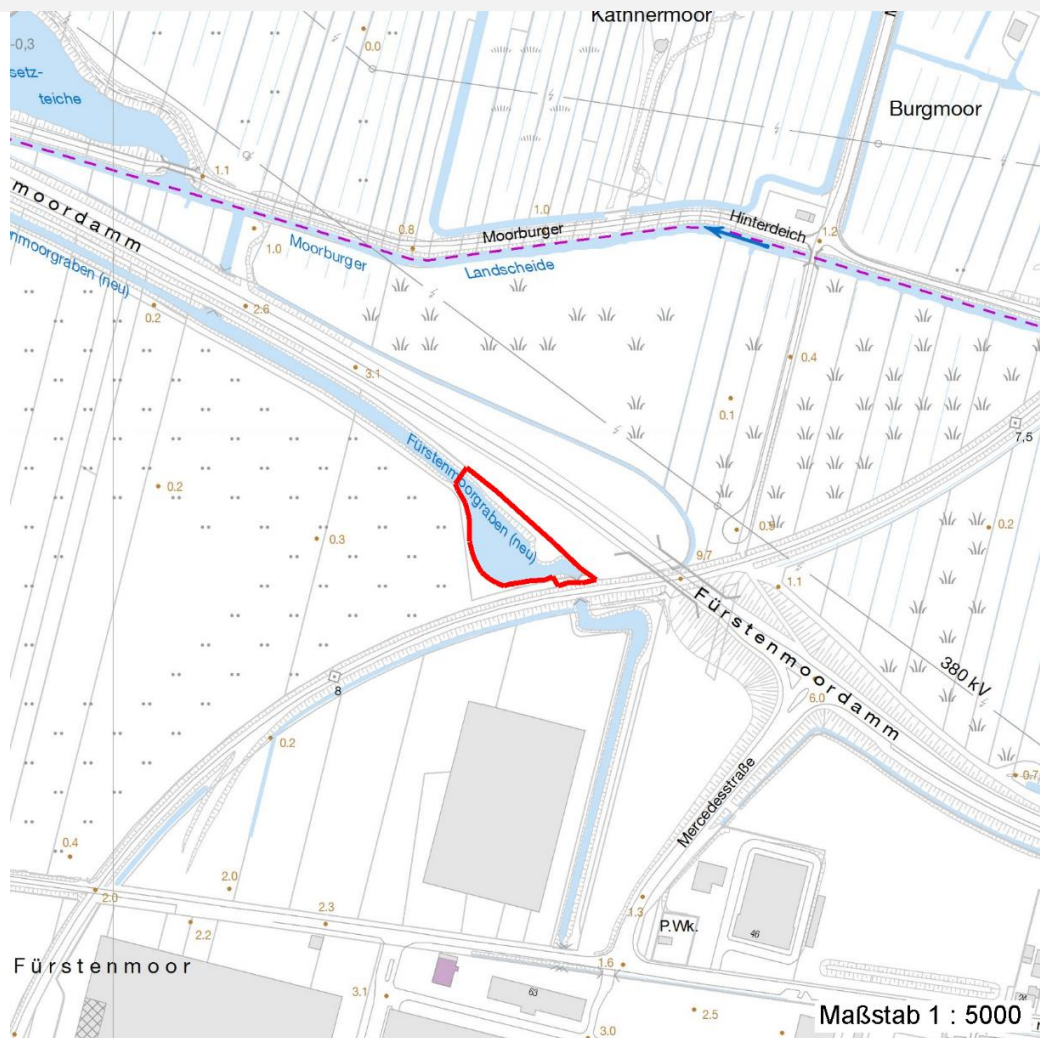 Kathnermoor
0.0
-0,3
setz-
teiche
Burgmoor
1.1
1.0
Hinterdeich
moordamm
0.8
Moorburger
1.2
Moorburger
1.0
Landscheide
nmoorgraben (neu)
0.2
2.6
3.1
0.4
0.1
7,5
Fürstenmoorgraben (neu)
0.2
0.3
0.9
0.2
9,7
1.1
Fürstenmoordamm
380 kV
8
6.0
0.2
0.7
Mercedesstraße
0.4
2.0
2.0
2.3
1.3
2.2
P.Wk.
46
Fürstenmoor
1.6
3.1
63
2.5
3.0
Maßstab 1 : 5000